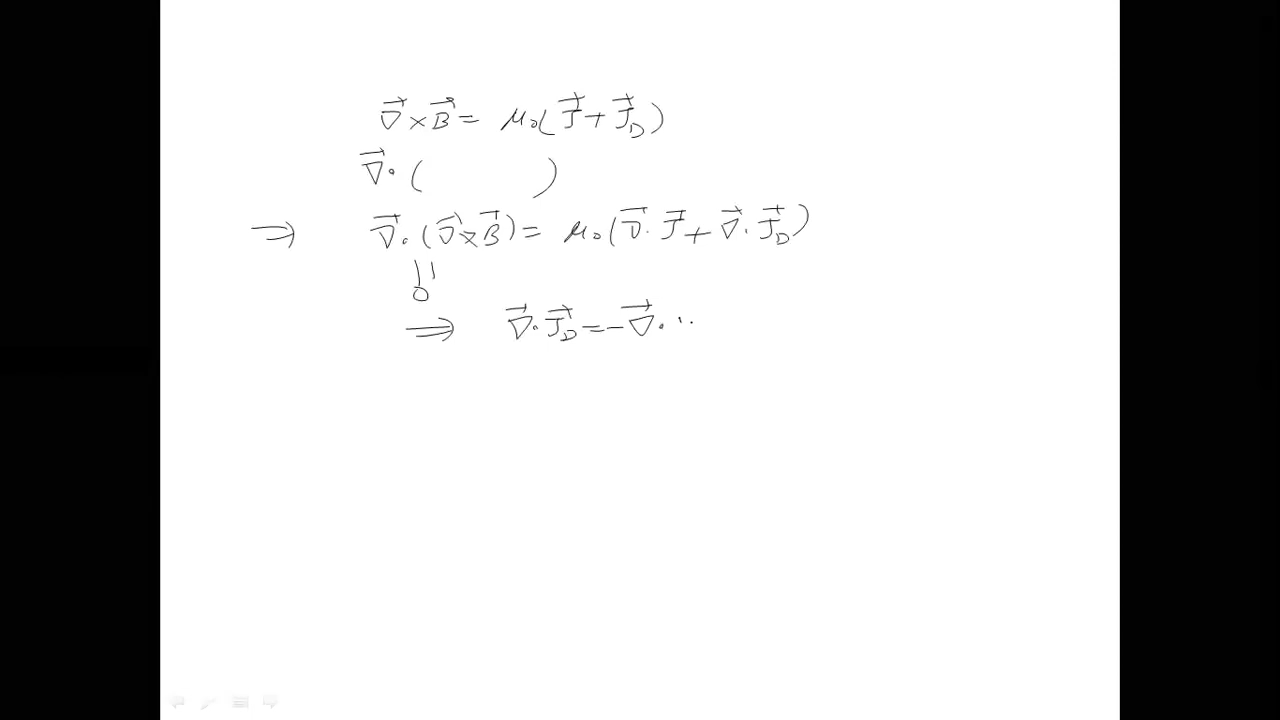 ∇⃗ × B⃗ = μ₀(J⃗ + J⃗_D)
∇⃗ · ( )
⇒ ∇⃗ · (∇⃗ × B⃗) = μ₀(∇⃗ · J⃗ + ∇⃗ · J⃗_D)
||
0
⇒ ∇⃗ · J⃗_D = −∇⃗ ·